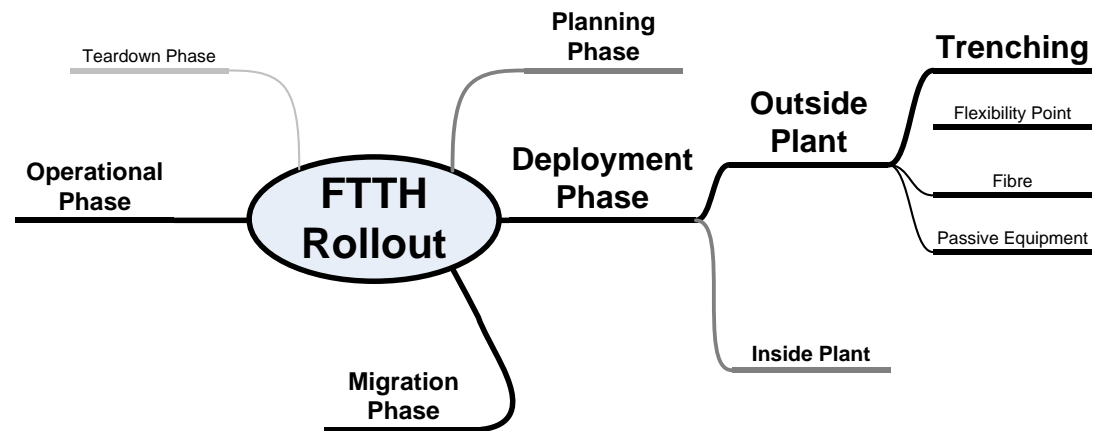 Planning
Phase
Teardown Phase
Trenching
Outside
Plant
Flexibility Point
Deployment
Phase
Operational
Phase
FTTH
Rollout
Fibre
Passive Equipment
Inside Plant
Migration
Phase